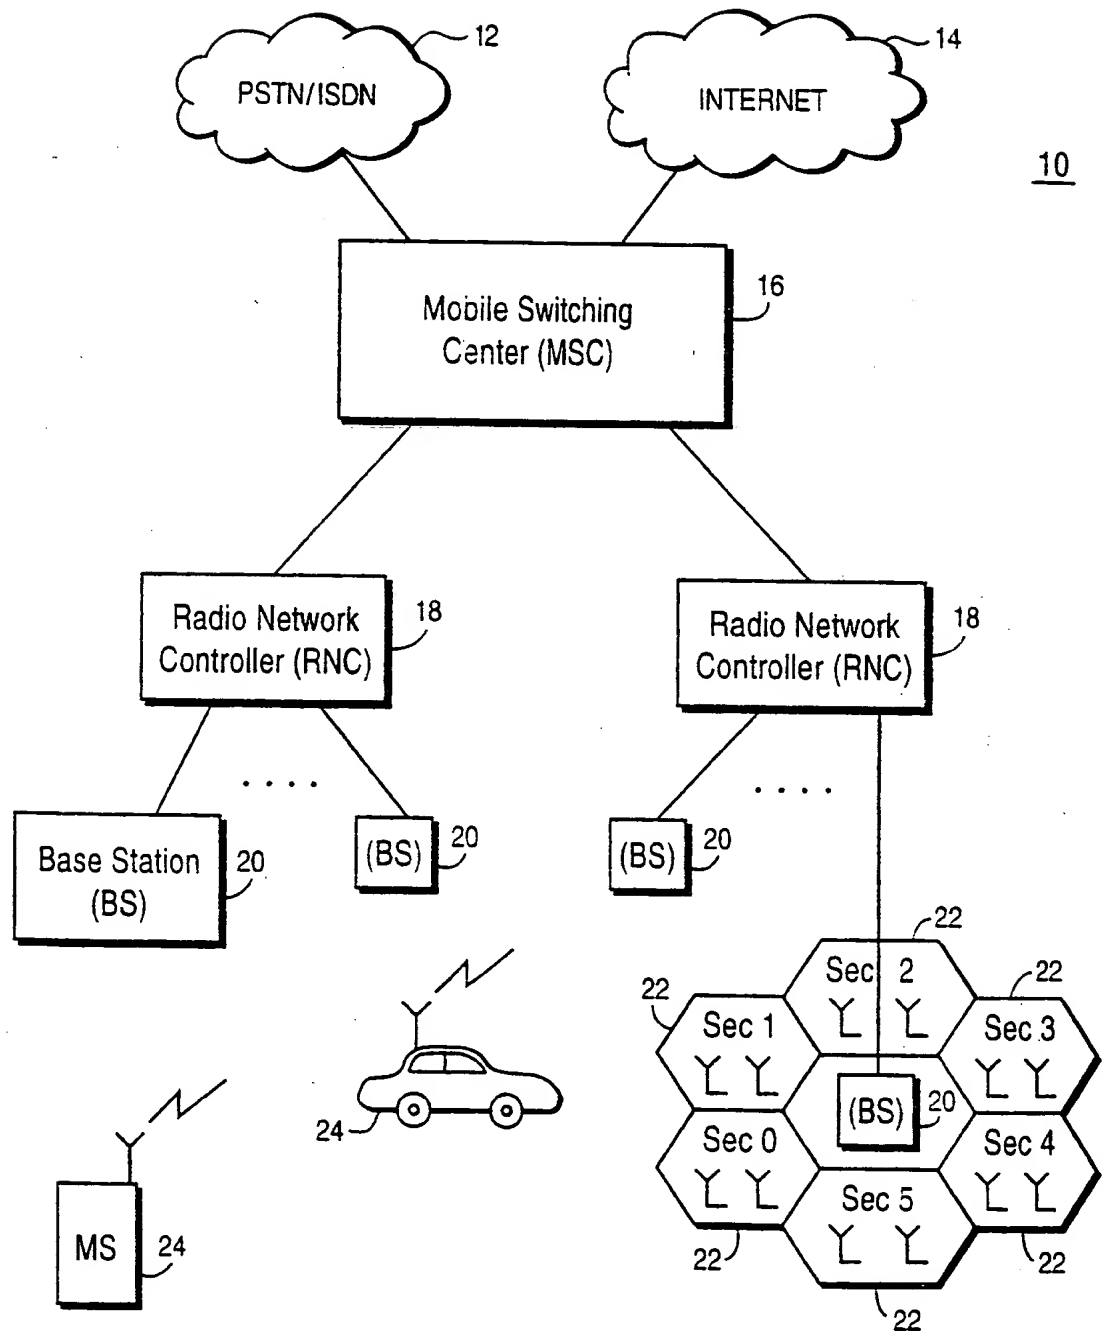 12
14
PSTN/ISDN
INTERNET
10
16
Mobile Switching
Center (MSC)
18
Radio Network
Controller (RNC)
18
Radio Network
Controller (RNC)
. . . .
. . . .
Base Station
(BS)
20
(BS)
20
(BS)
20
22
22
22
Sec 2
Sec 1
Sec 3
(BS)
20
24
Sec 0
Sec 4
Sec 5
MS
24
22
22
22